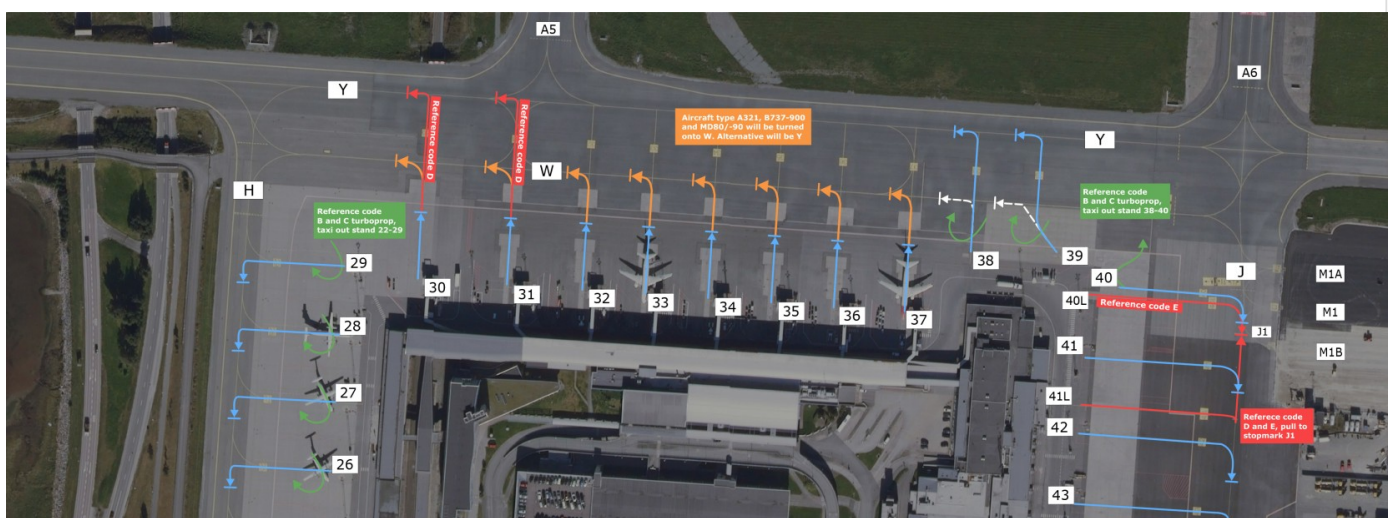 A5
A6
Y
Reference code D
Reference code D
Aircraft type A321, B737-900
and MD80/-90 will be turned
onto W. Alternative will be Y
Y
W
H
Reference code
B and C turboprop,
taxi out stand 22-29
Reference code
B and C turboprop,
taxi out stand 38-40
29
30
31
32
33
34
35
36
37
38
39
40
J
M1A
40L
Reference code E
M1
J1
28
41
M1B
27
41L
Referece code
D and E, pull to
stopmark J1
42
26
43